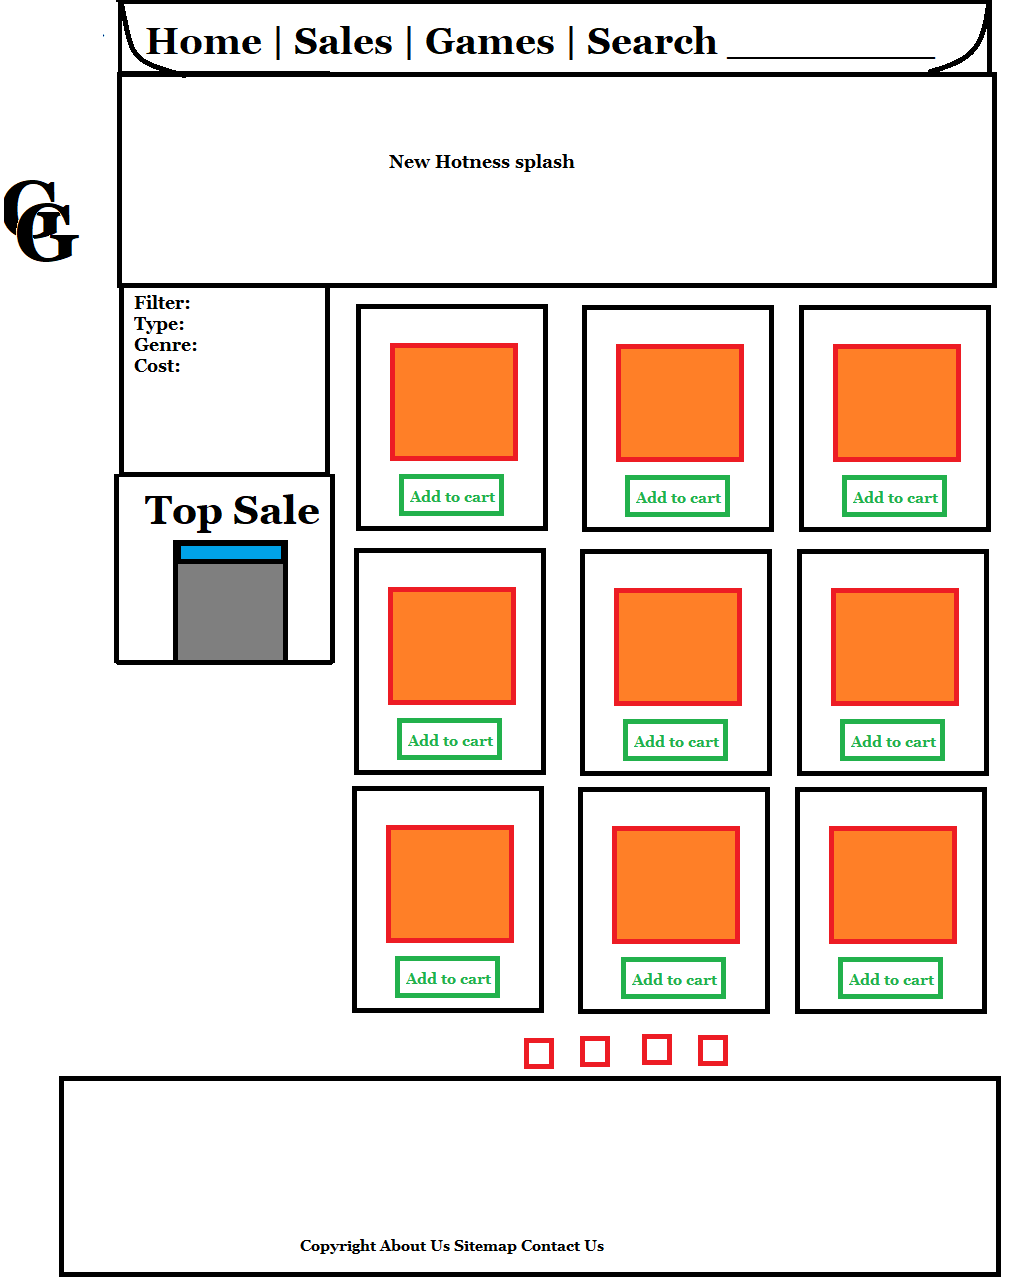 Home | Sales | Games | Search ___________
New Hotness splash
G
G
Filter:
Type:
Genre:
Cost:
Top Sale
Add to cart
Add to cart
Add to cart
Add to cart
Add to cart
Add to cart
Add to cart
Add to cart
Add to cart
Copyright About Us Sitemap Contact Us